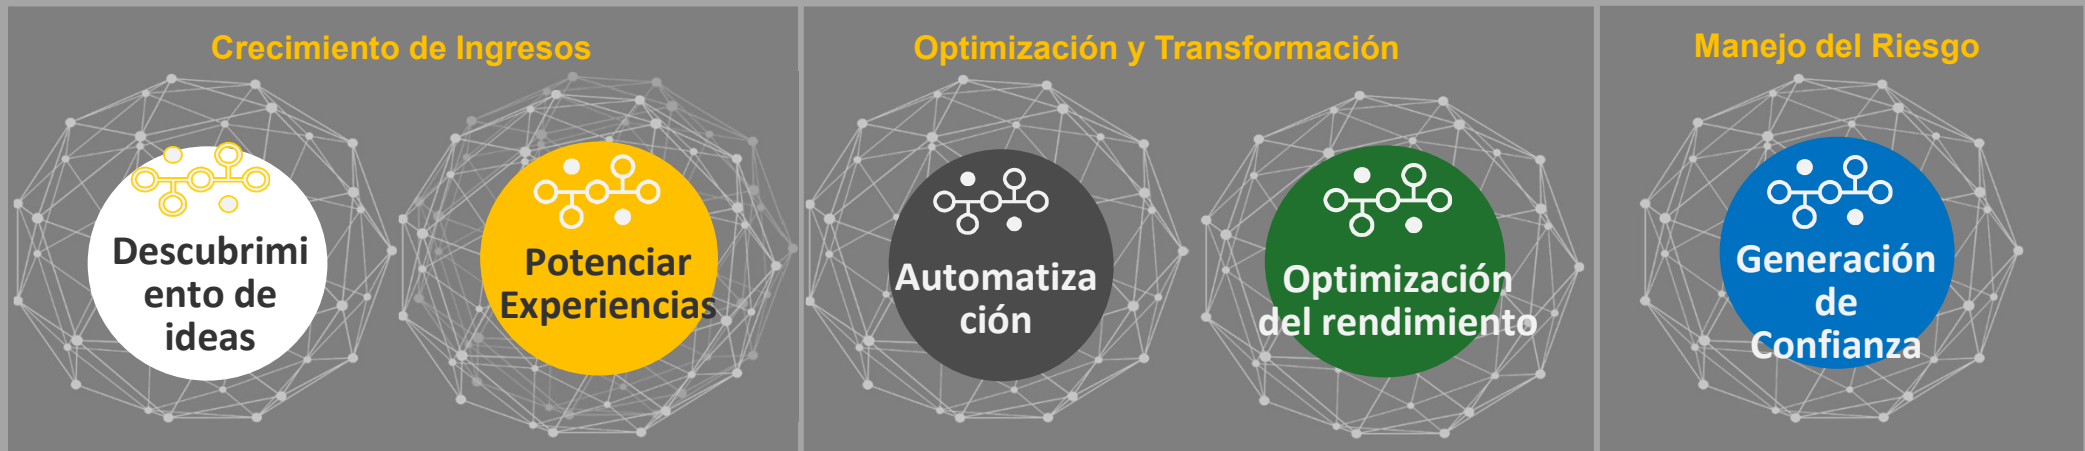 Crecimiento de Ingresos
Descubrimi
ento de
ideas
Potenciar
Experiencias
Optimización y Transformación
Automatiza
ción
Optimización
del rendimiento
Manejo del Riesgo
Generación
de
Confianza